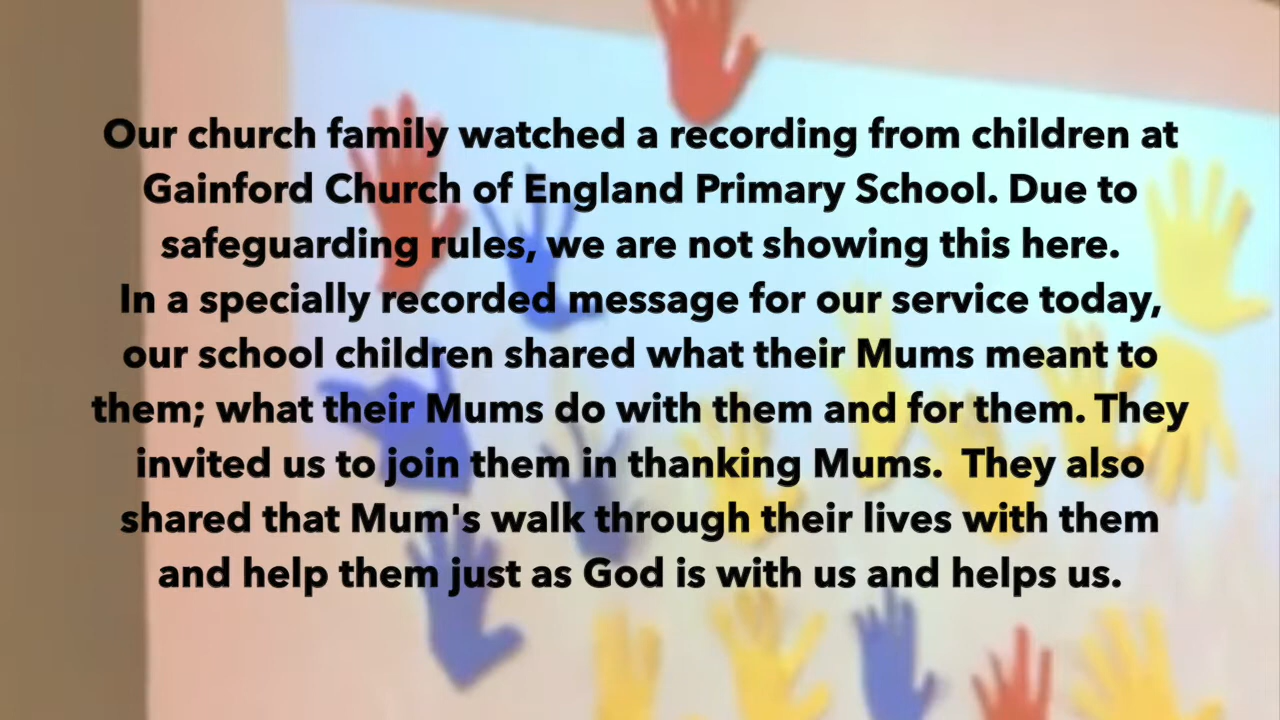 Our church family watched a recording from children at
Gainford Church of England Primary School. Due to
safeguarding rules, we are not showing this here.
In a specially recorded message for our service today,
our school children shared what their Mums meant to
them; what their Mums do with them and for them. They
invited us to join them in thanking Mums.  They also
shared that Mum's walk through their lives with them
and help them just as God is with us and helps us.